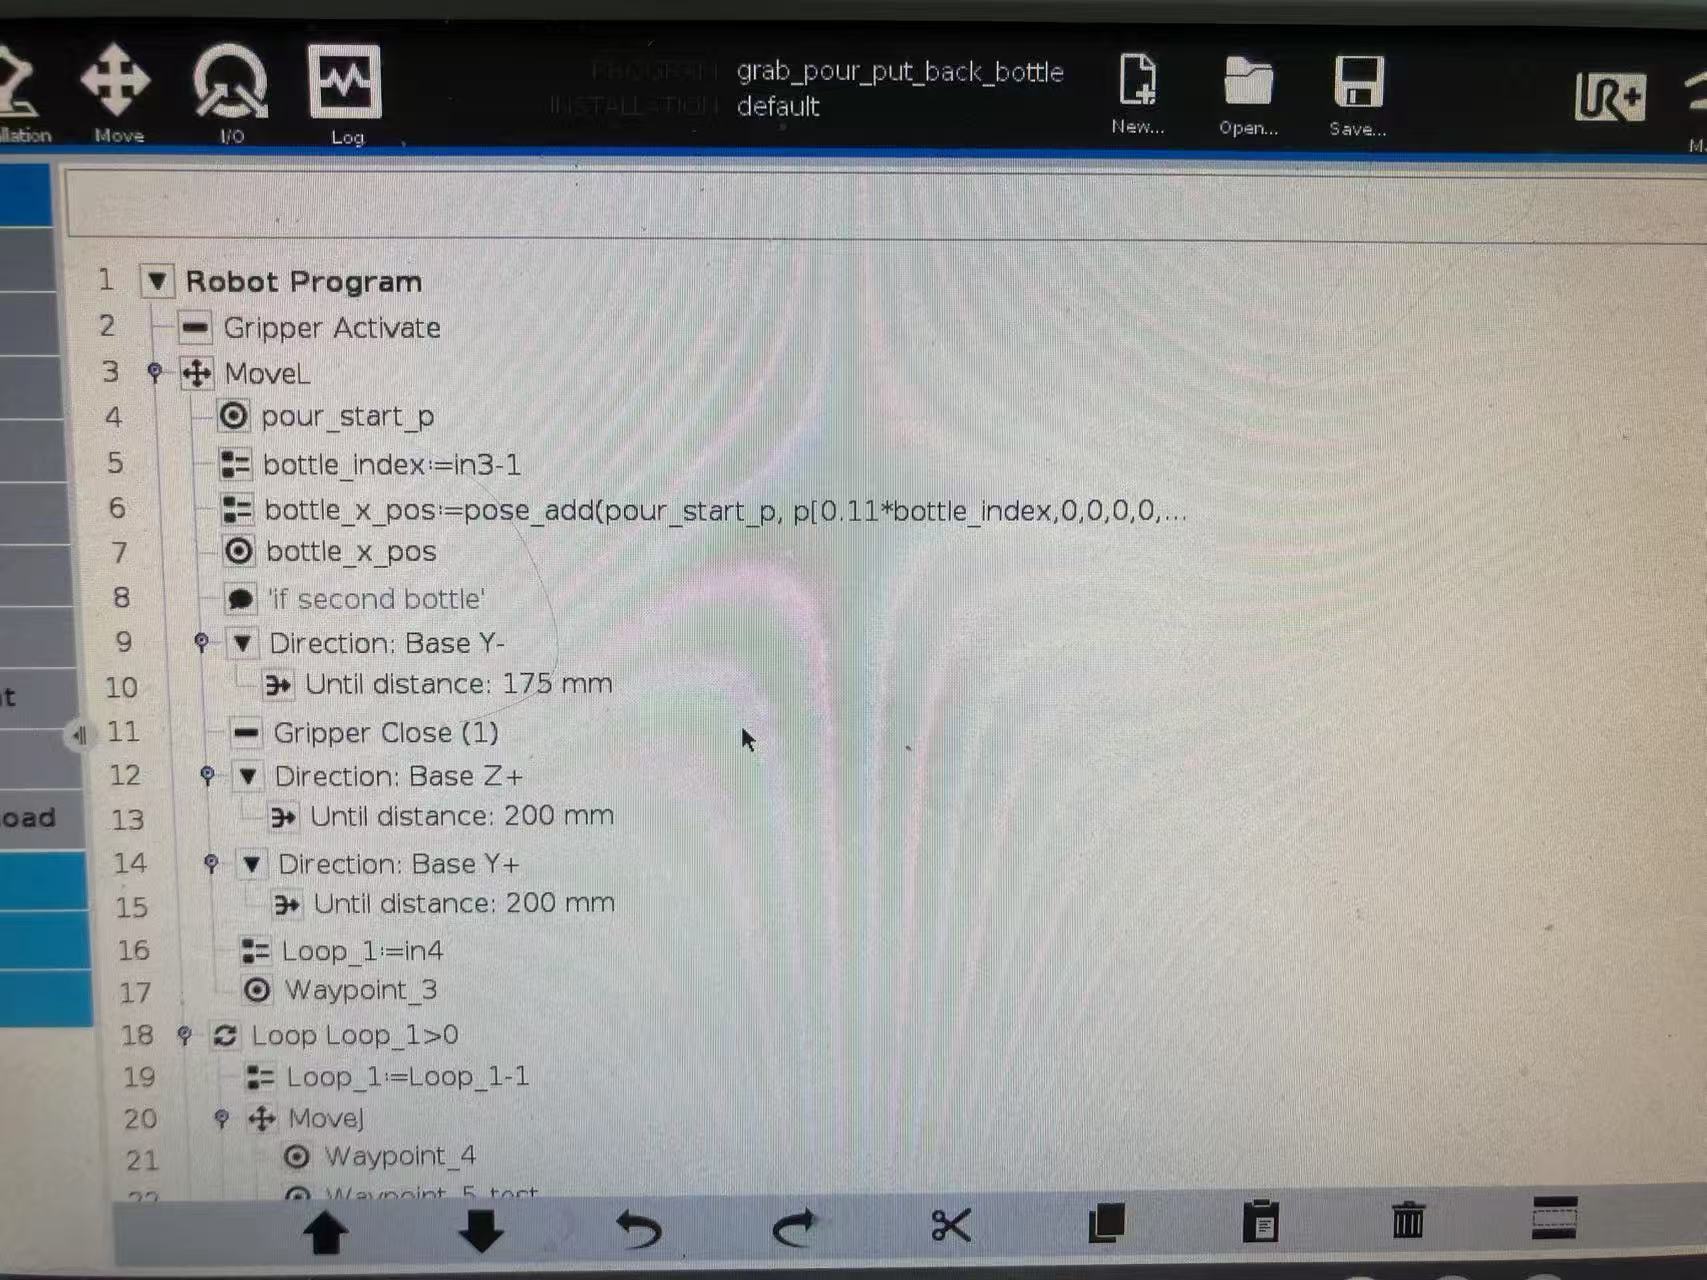 PROGRAM grab_pour_put_back_bottle
INSTALLATION default
Move
I/O
Log
New...
Open...
Save...
UR+
1 Robot Program
2 Gripper Activate
3 MoveL
4 pour_start_p
5 bottle_index:=in3-1
6 bottle_x_pos:=pose_add(pour_start_p, p[0.11*bottle_index,0,0,0,0,...
7 bottle_x_pos
8 'if second bottle'
9 Direction: Base Y-
10 Until distance: 175 mm
11 Gripper Close (1)
12 Direction: Base Z+
13 Until distance: 200 mm
14 Direction: Base Y+
15 Until distance: 200 mm
16 Loop_1:=in4
17 Waypoint_3
18 Loop Loop_1>0
19 Loop_1:=Loop_1-1
20 MoveJ
21 Waypoint_4
22